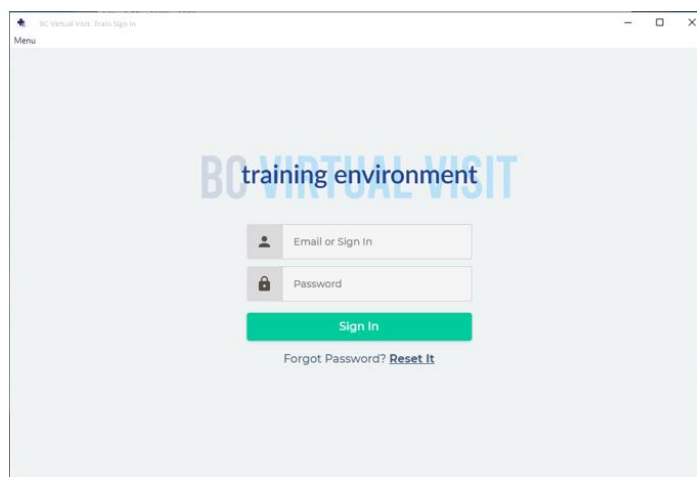 BC Virtual Visit Train Sign In
Menu
BC VIRTUAL VISIT
training environment
Email or Sign In
Password
Sign In
Forgot Password? Reset It